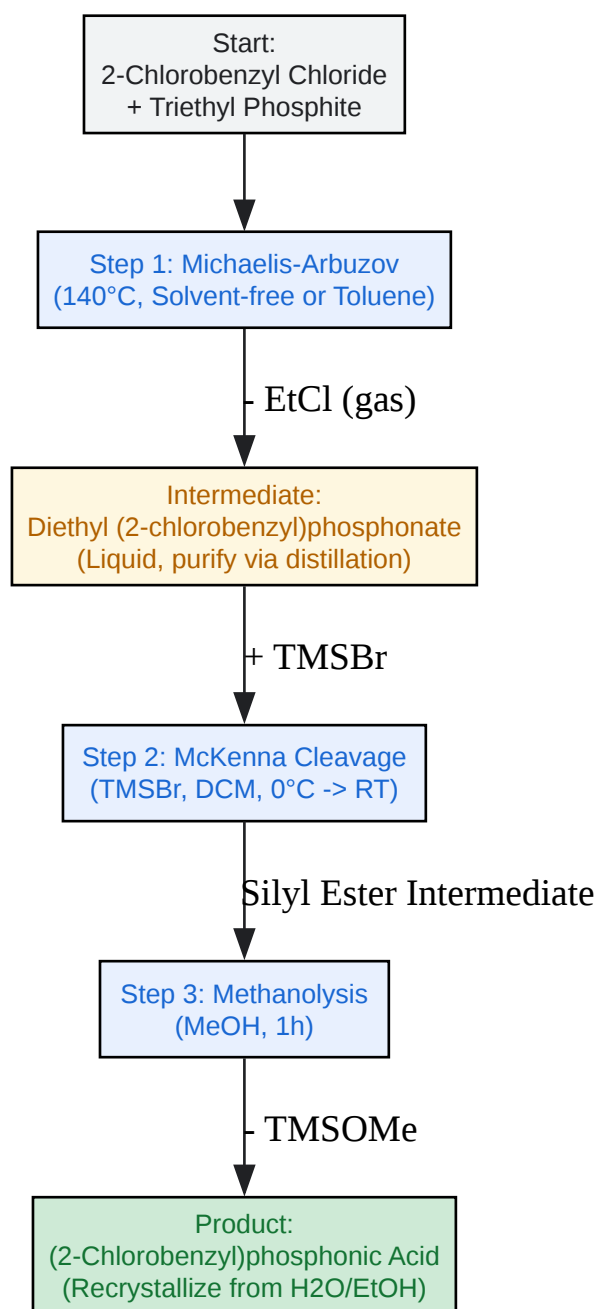 Start:
2-Chlorobenzyl Chloride
+ Triethyl Phosphite
Step 1: Michaelis-Arbuzov
(140°C, Solvent-free or Toluene)
- EtCl (gas)
Intermediate:
Diethyl (2-chlorobenzyl)phosphonate
(Liquid, purify via distillation)
+ TMSBr
Step 2: McKenna Cleavage
(TMSBr, DCM, 0°C -> RT)
Silyl Ester Intermediate
Step 3: Methanolysis
(MeOH, 1h)
- TMSOMe
Product:
(2-Chlorobenzyl)phosphonic Acid
(Recrystallize from H2O/EtOH)